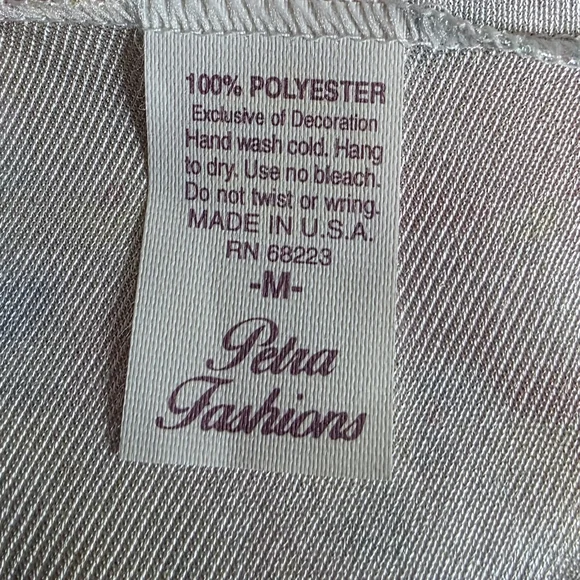 100% POLYESTER
Exclusive of Decoration
Hand wash cold. Hang
to dry. Use no bleach.
Do not twist or wring.
MADE IN U.S.A.
RN 68223
-M-
Petra
Fashions